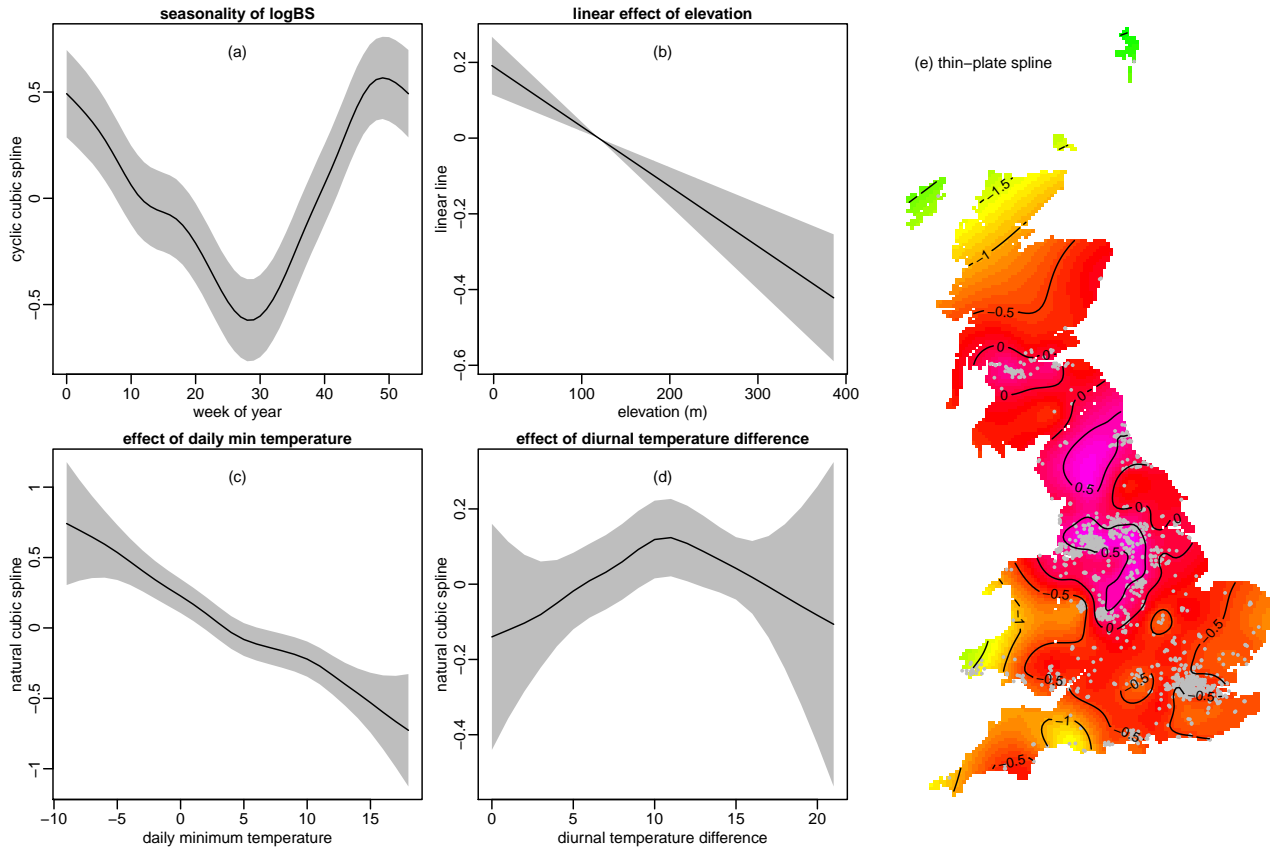 seasonality of logBS
(a)
0.5
0
−0.5
cyclic cubic spline
0 10 20 30 40 50
week of year
linear effect of elevation
(b)
0.2
0
−0.2
−0.4
−0.6
linear line
0 100 200 300 400
elevation (m)
effect of daily min temperature
(c)
1
0.5
0
−0.5
−1
natural cubic spline
−10 −5 0 5 10 15
daily minimum temperature
effect of diurnal temperature difference
(d)
0.2
0
−0.2
−0.4
natural cubic spline
0 5 10 15 20
diurnal temperature difference
(e) thin−plate spline
−1.5
−1
−0.5
0
0
0
0
0.5
0
0
0.5
−0.5
−1
0
−0.5
−0.5
−0.5
−0.5
−1
−0.5
−0.5